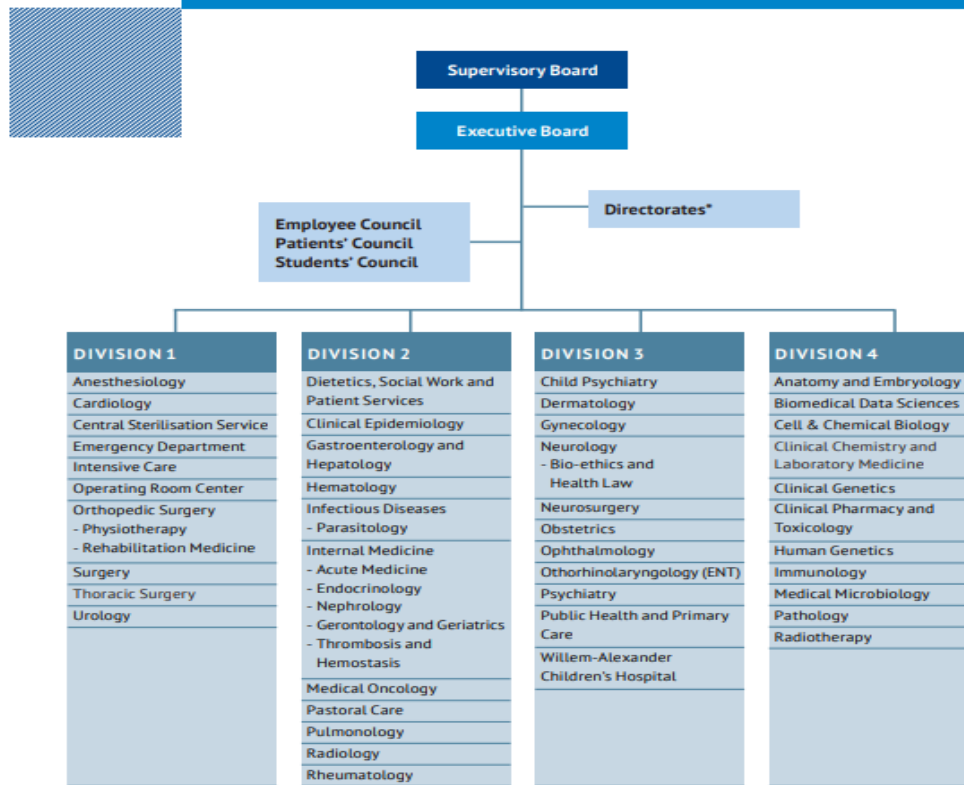 Supervisory Board
Executive Board
Directorates*
Employee Council
Patients' Council
Students' Council
DIVISION 1
Anesthesiology
Cardiology
Central Sterilisation Service
Emergency Department
Intensive Care
Operating Room Center
Orthopedic Surgery
- Physiotherapy
- Rehabilitation Medicine
Surgery
Thoracic Surgery
Urology
DIVISION 2
Dietetics, Social Work and
Patient Services
Clinical Epidemiology
Gastroenterology and
Hepatology
Hematology
Infectious Diseases
- Parasitology
Internal Medicine
- Acute Medicine
- Endocrinology
- Nephrology
- Gerontology and Geriatrics
- Thrombosis and
Hemostasis
Medical Oncology
Pastoral Care
Pulmonology
Radiology
Rheumatology
DIVISION 3
Child Psychiatry
Dermatology
Gynecology
Neurology
- Bio-ethics and
Health Law
Neurosurgery
Obstetrics
Ophthalmology
Othorhinolaryngology (ENT)
Psychiatry
Public Health and Primary
Care
Willem-Alexander
Children's Hospital
DIVISION 4
Anatomy and Embryology
Biomedical Data Sciences
Cell & Chemical Biology
Clinical Chemistry and
Laboratory Medicine
Clinical Genetics
Clinical Pharmacy and
Toxicology
Human Genetics
Immunology
Medical Microbiology
Pathology
Radiotherapy